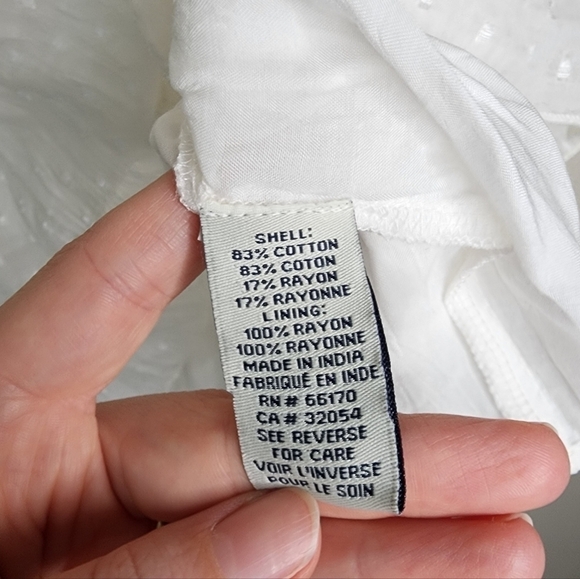 SHELL:
83% COTTON
83% COTON
17% RAYON
17% RAYONNE
LINING:
100% RAYON
100% RAYONNE
MADE IN INDIA
FABRIQUÉ EN INDE
RN # 66170
CA # 32054
SEE REVERSE
FOR CARE
VOIR L'INVERSE
POUR LE SOIN